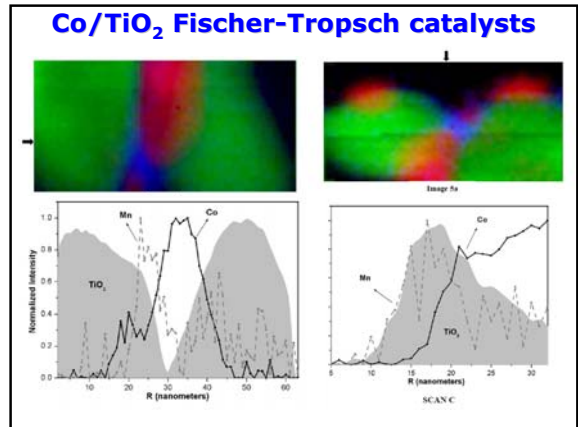 Co/TiO₂ Fischer-Tropsch catalysts
Image 5a
Mn
Co
TiO₂
Normalized Intensity
1.0
0.8
0.6
0.4
0.2
0.0
10 20 30 40 50 60
R (nanometers)
Co
Mn
TiO₂
5 10 15 20 25 30
R (nanometers)
SCAN C